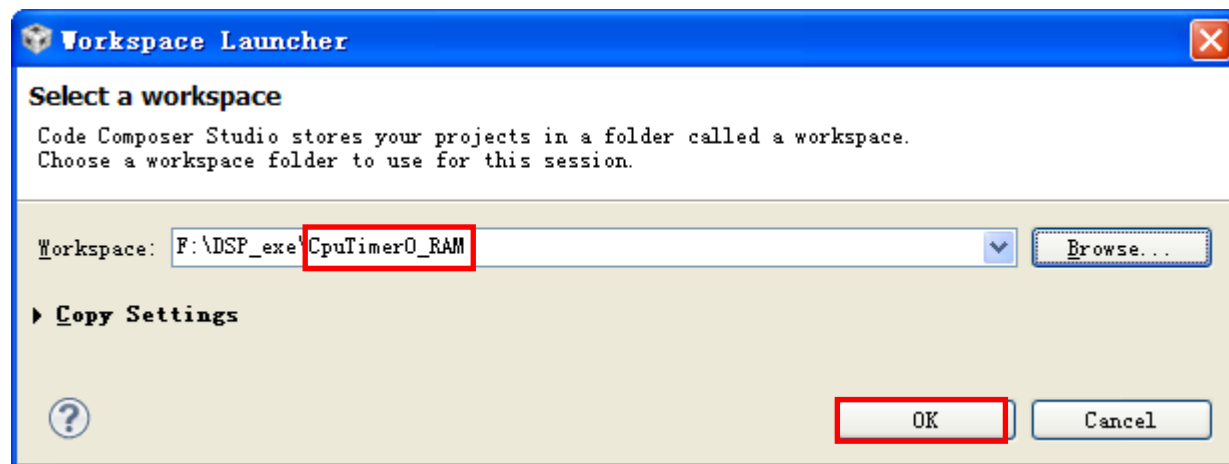 Workspace Launcher
Select a workspace
Code Composer Studio stores your projects in a folder called a workspace.
Choose a workspace folder to use for this session.
Workspace: F:\DSP_exe\CpuTimer0_RAM Browse...
Copy Settings
? OK Cancel